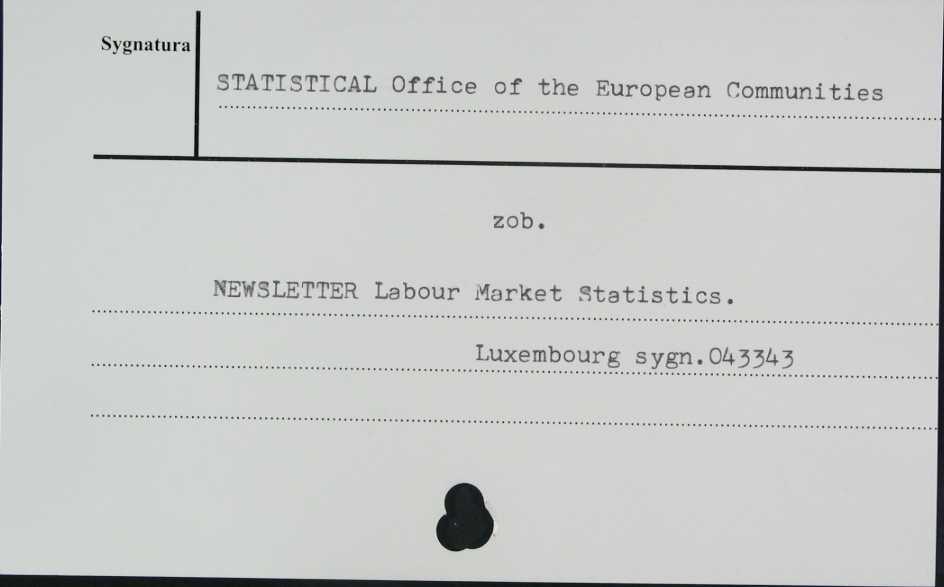 Sygnatura
STATISTICAL Office of the European Communities
zob.
NEWSLETTER Labour Market Statistics.
Luxembourg sygn.043343